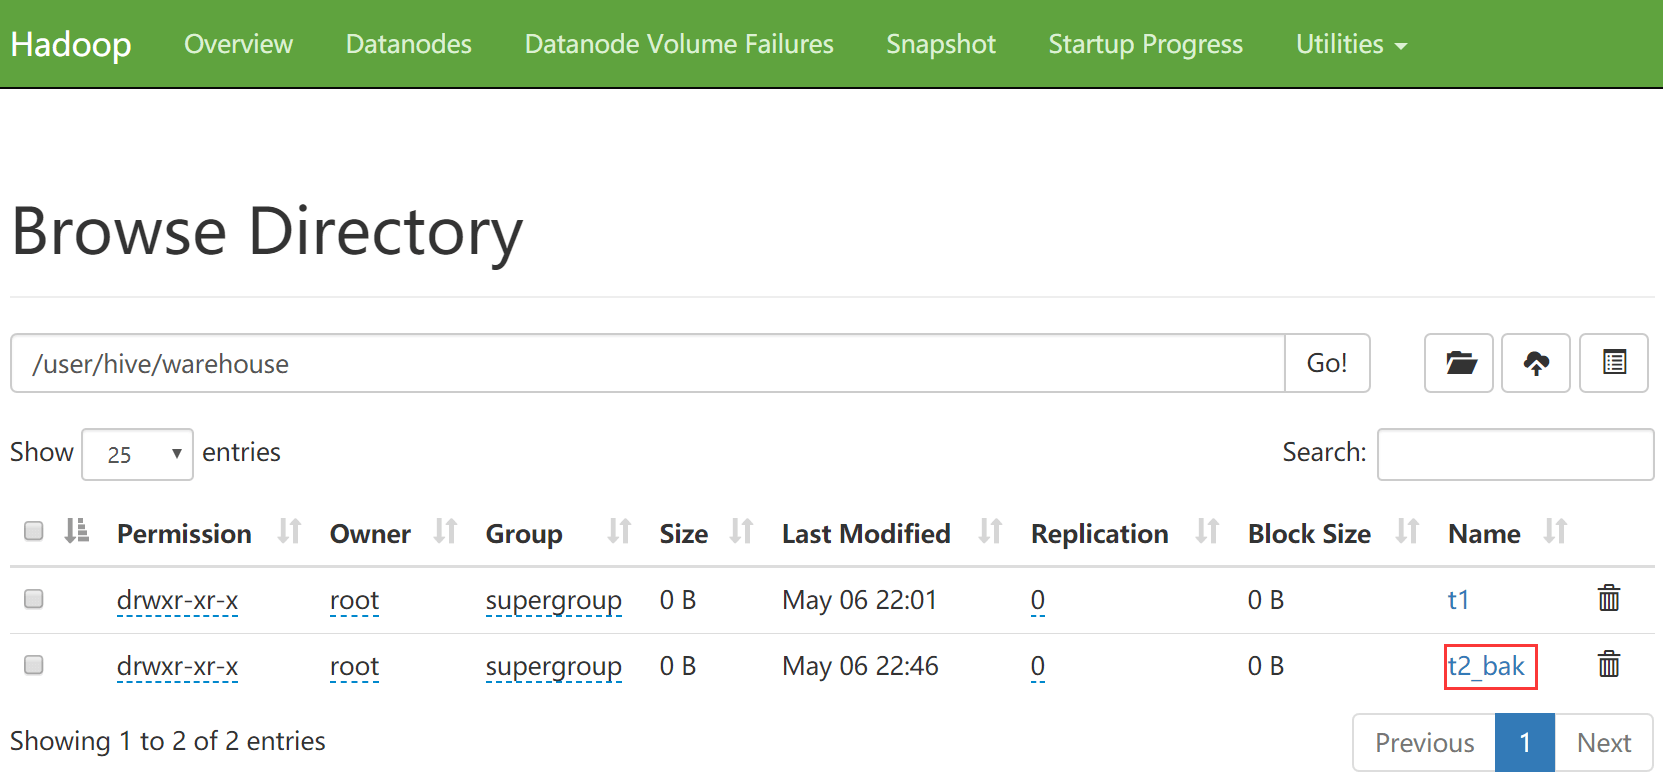 Hadoop Overview Datanodes Datanode Volume Failures Snapshot Startup Progress Utilities
Browse Directory
/user/hive/warehouse Go!
Show 25 entries Search:
Permission Owner Group Size Last Modified Replication Block Size Name
drwxr-xr-x root supergroup 0 B May 06 22:01 0 0 B t1
drwxr-xr-x root supergroup 0 B May 06 22:46 0 0 B t2_bak
Showing 1 to 2 of 2 entries Previous 1 Next